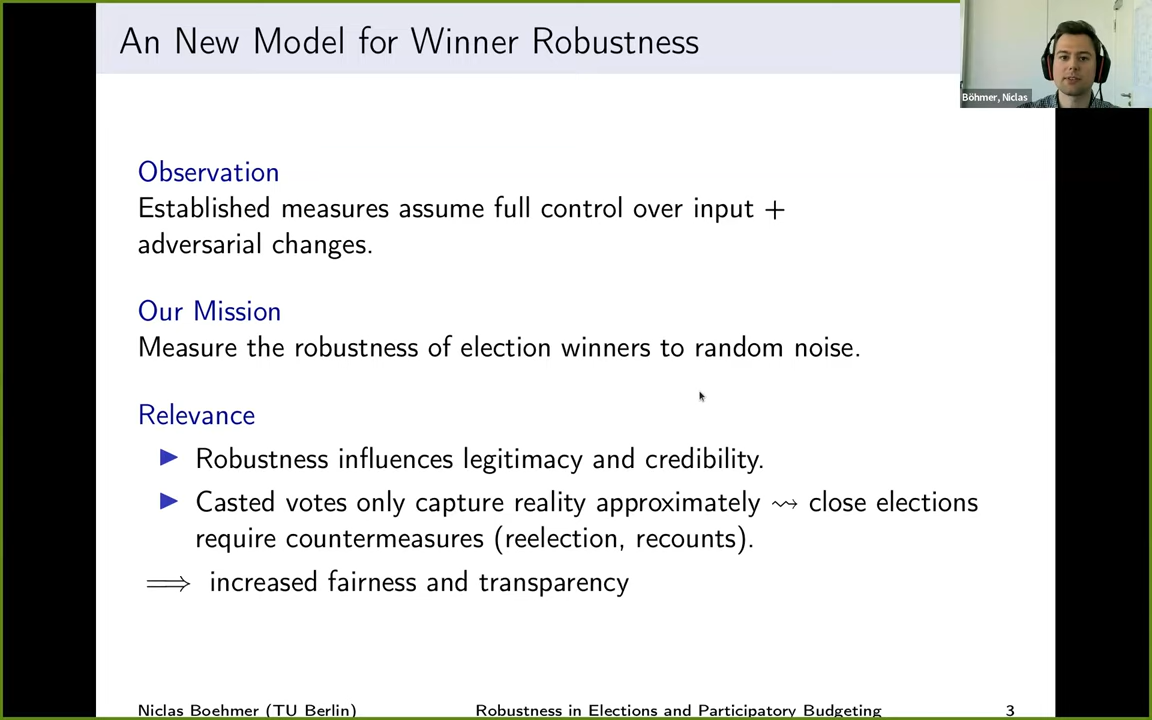 An New Model for Winner Robustness
Böhmer, Niclas
Observation
Established measures assume full control over input +
adversarial changes.
Our Mission
Measure the robustness of election winners to random noise.
Relevance
▶ Robustness influences legitimacy and credibility.
▶ Casted votes only capture reality approximately ⇝ close elections
require countermeasures (reelection, recounts).
⟹ increased fairness and transparency
Niclas Boehmer (TU Berlin) Robustness in Elections and Participatory Budgeting 3